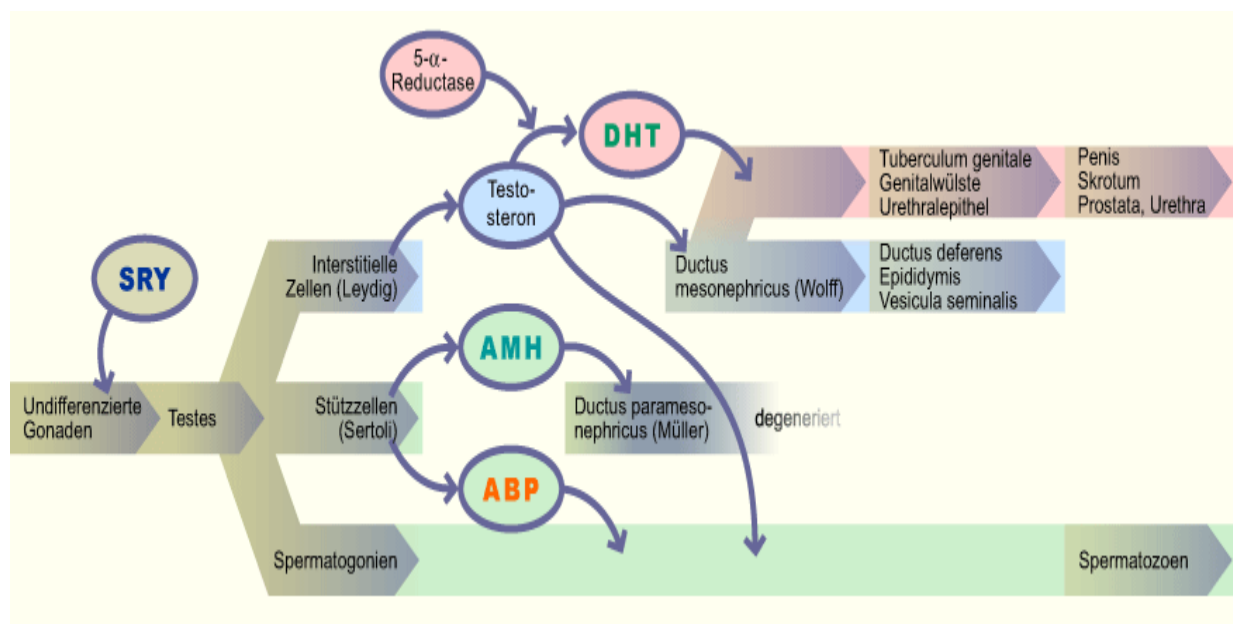 5-α-
Reductase
DHT
Tuberculum genitale
Genitalwülste
Urethralepithel
Penis
Skrotum
Prostata, Urethra
Testo-
steron
SRY
Interstitielle
Zellen (Leydig)
Ductus
mesonephricus (Wolff)
Ductus deferens
Epididymis
Vesicula seminalis
AMH
Undifferenzierte
Gonaden
Testes
Stützzellen
(Sertoli)
Ductus parameso-
nephricus (Müller)
degeneriert
ABP
Spermatogonien
Spermatozoen